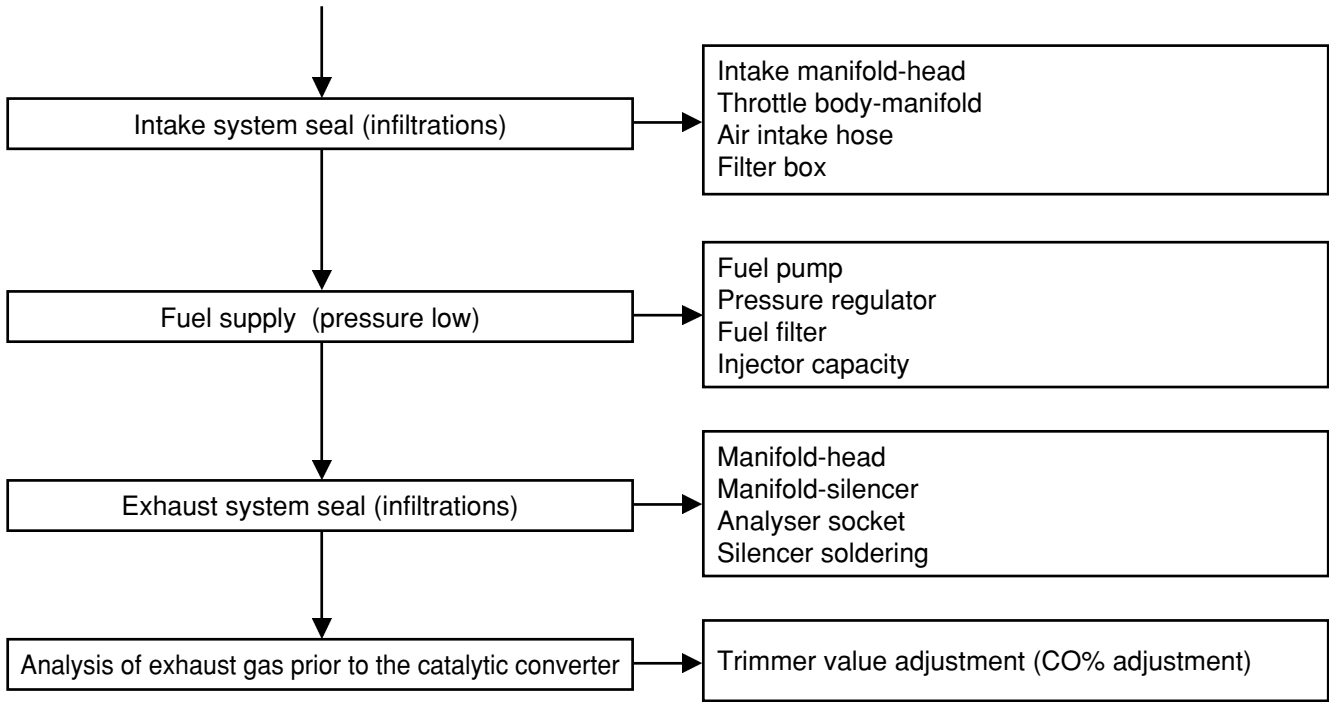 Intake system seal (infiltrations)
Intake manifold-head
Throttle body-manifold
Air intake hose
Filter box
Fuel supply (pressure low)
Fuel pump
Pressure regulator
Fuel filter
Injector capacity
Exhaust system seal (infiltrations)
Manifold-head
Manifold-silencer
Analyser socket
Silencer soldering
Analysis of exhaust gas prior to the catalytic converter
Trimmer value adjustment (CO% adjustment)